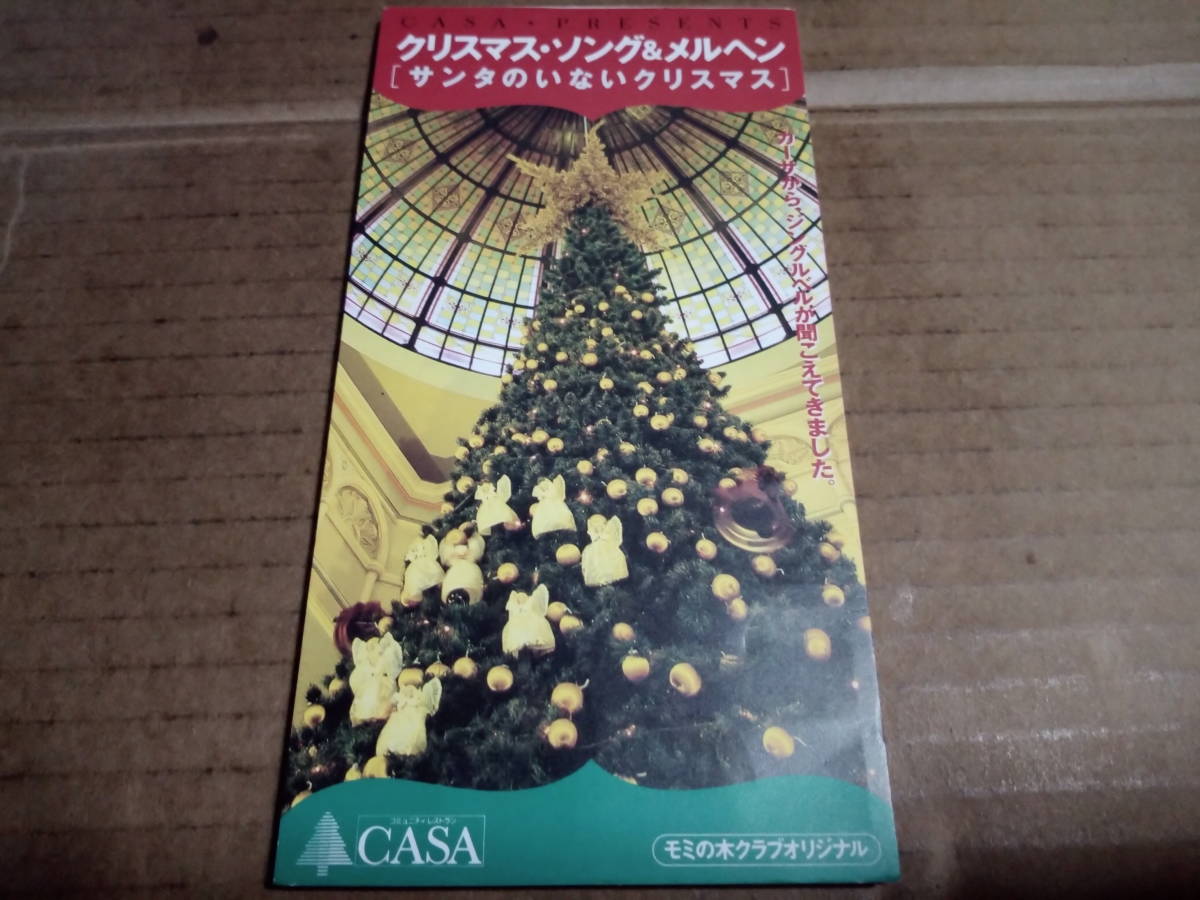 CASA・PRESENTS
クリスマス・ソング&メルヘン
[サンタのいないクリスマス]
カーサから、ジングルベルが聞こえてきました。
コミュニティレストラン
CASA
モミの木クラブオリジナル